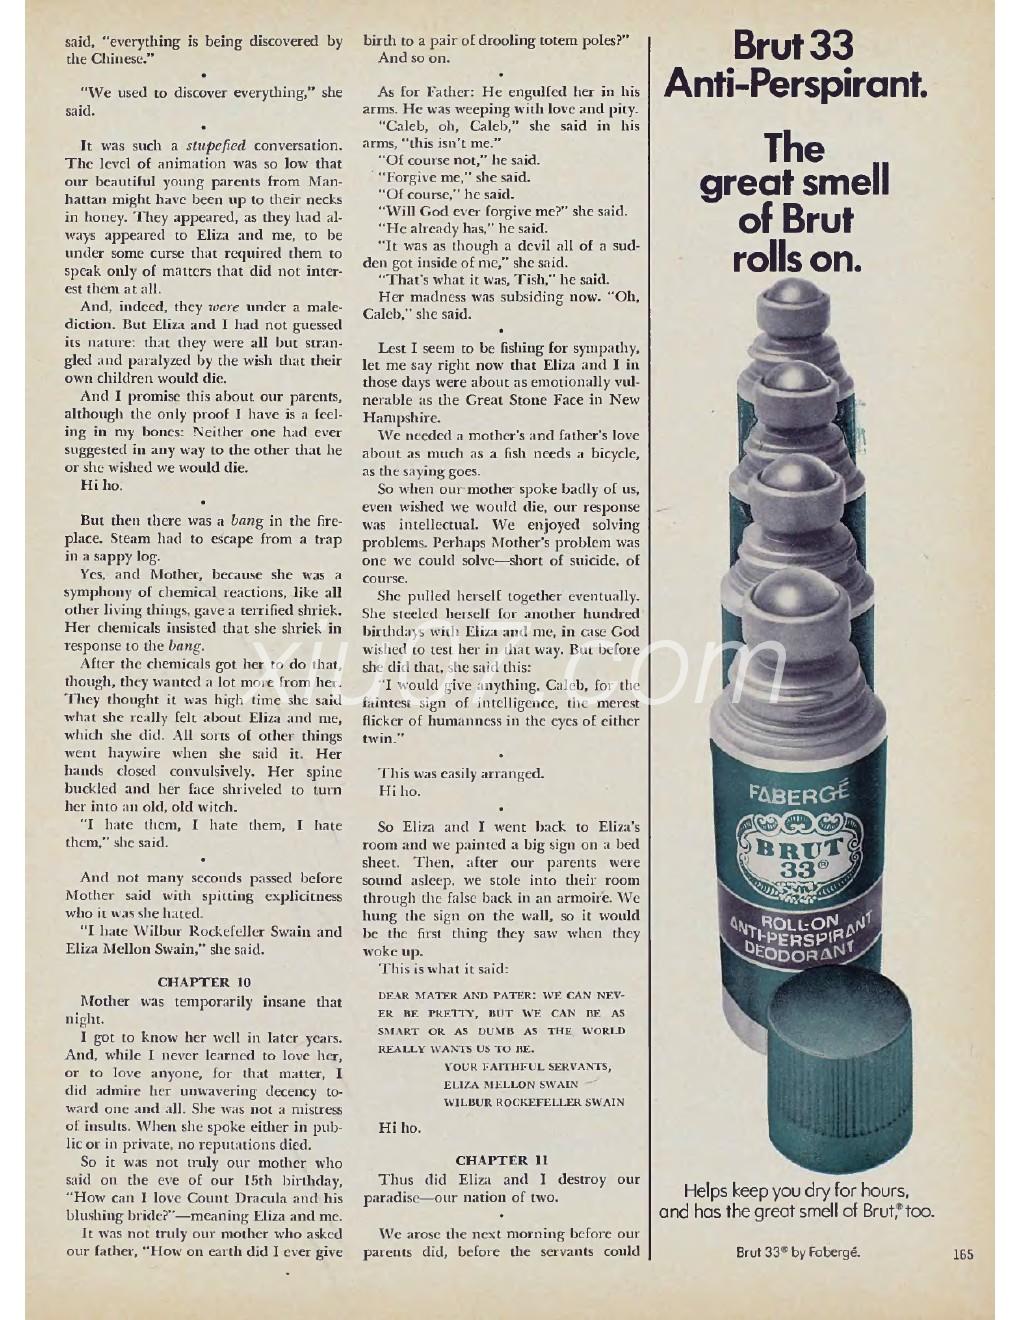 said, "everything is being discovered by
the Chinese."
•
"We used to discover everything," she
said.
•
It was such a stupefied conversation.
The level of animation was so low that
our beautiful young parents from Man-
hattan might have been up to their necks
in honey. They appeared, as they had al-
ways appeared to Eliza and me, to be
under some curse that required them to
speak only of matters that did not inter-
est them at all.
And, indeed, they were under a male-
diction. But Eliza and I had not guessed
its nature: that they were all but stran-
gled and paralyzed by the wish that their
own children would die.
And I promise this about our parents,
although the only proof I have is a feel-
ing in my bones: Neither one had ever
suggested in any way to the other that he
or she wished we would die.
Hi ho.
•
But then there was a bang in the fire-
place. Steam had to escape from a trap
in a sappy log.
Yes, and Mother, because she was a
symphony of chemical reactions, like all
other living things, gave a terrified shriek.
Her chemicals insisted that she shriek in
response to the bang.
After the chemicals got her to do that,
though, they wanted a lot more from her.
They thought it was high time she said
what she really felt about Eliza and me,
which she did. All sorts of other things
went haywire when she said it. Her
hands closed convulsively. Her spine
buckled and her face shriveled to turn
her into an old, old witch.
"I hate them, I hate them, I hate
them," she said.
•
And not many seconds passed before
Mother said with spitting explicitness
who it was she hated.
"I hate Wilbur Rockefeller Swain and
Eliza Mellon Swain," she said.
CHAPTER 10
Mother was temporarily insane that
night.
I got to know her well in later years.
And, while I never learned to love her,
or to love anyone, for that matter, I
did admire her unwavering decency to-
ward one and all. She was not a mistress
of insults. When she spoke either in pub-
lic or in private, no reputations died.
So it was not truly our mother who
said on the eve of our 15th birthday,
"How can I love Count Dracula and his
blushing bride?"—meaning Eliza and me.
It was not truly our mother who asked
our father, "How on earth did I ever give
birth to a pair of drooling totem poles?"
And so on.
•
As for Father: He engulfed her in his
arms. He was weeping with love and pity.
"Caleb, oh, Caleb," she said in his
arms, "this isn't me."
"Of course not," he said.
"Forgive me," she said.
"Of course," he said.
"Will God ever forgive me?" she said.
"He already has," he said.
"It was as though a devil all of a sud-
den got inside of me," she said.
"That's what it was, Tish," he said.
Her madness was subsiding now. "Oh,
Caleb," she said.
•
Lest I seem to be fishing for sympathy,
let me say right now that Eliza and I in
those days were about as emotionally vul-
nerable as the Great Stone Face in New
Hampshire.
We needed a mother's and father's love
about as much as a fish needs a bicycle,
as the saying goes.
So when our mother spoke badly of us,
even wished we would die, our response
was intellectual. We enjoyed solving
problems. Perhaps Mother's problem was
one we could solve—short of suicide, of
course.
She pulled herself together eventually.
She steeled herself for another hundred
birthdays with Eliza and me, in case God
wished to test her in that way. But before
she did that, she said this:
"I would give anything, Caleb, for the
faintest sign of intelligence, the merest
flicker of humanness in the eyes of either
twin."
•
This was easily arranged.
Hi ho.
•
So Eliza and I went back to Eliza's
room and we painted a big sign on a bed
sheet. Then, after our parents were
sound asleep, we stole into their room
through the false back in an armoire. We
hung the sign on the wall, so it would
be the first thing they saw when they
woke up.
This is what it said:
DEAR MATER AND PATER: WE CAN NEV-
ER BE PRETTY, BUT WE CAN BE AS
SMART OR AS DUMB AS THE WORLD
REALLY WANTS US TO BE.
YOUR FAITHFUL SERVANTS,
ELIZA MELLON SWAIN
WILBUR ROCKEFELLER SWAIN
Hi ho.
CHAPTER 11
Thus did Eliza and I destroy our
paradise—our nation of two.
•
We arose the next morning before our
parents did, before the servants could
Brut 33
Anti-Perspirant.
The
great smell
of Brut
rolls on.
FABERGÉ
BRUT
33®
ROLL-ON
ANTI-PERSPIRANT
DEODORANT
Helps keep you dry for hours,
and has the great smell of Brut,® too.
Brut 33® by Fabergé.
165
xiu07.com